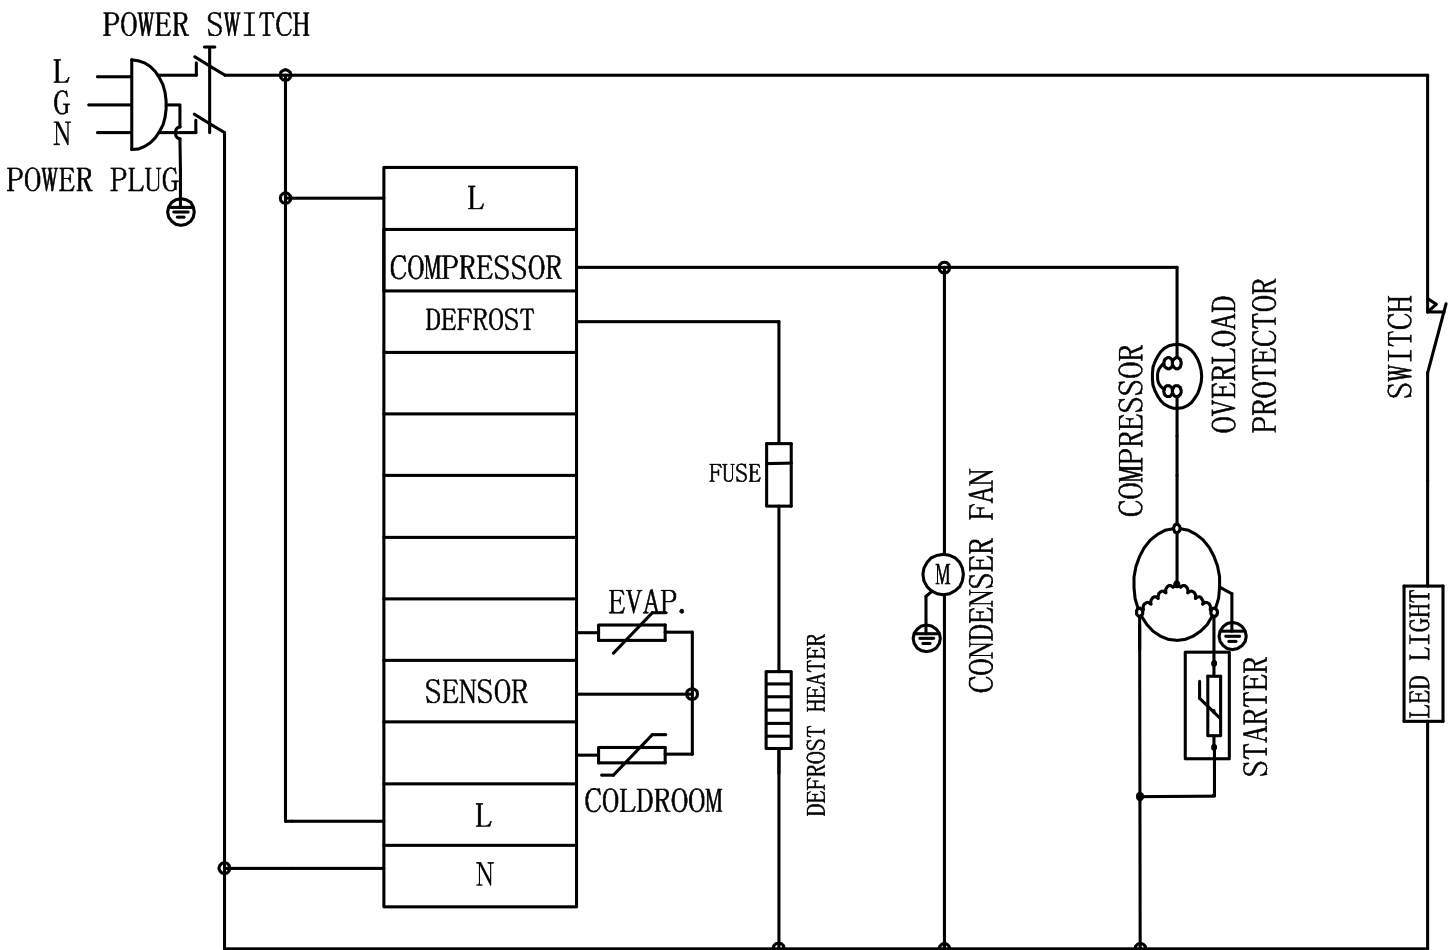 POWER SWITCH
L
G
N
POWER PLUG
L
COMPRESSOR
DEFROST
SENSOR
L
N
EVAP.
COLDROOM
FUSE
DEFROST HEATER
M
CONDENSER FAN
COMPRESSOR
OVERLOAD
PROTECTOR
STARTER
SWITCH
LED LIGHT